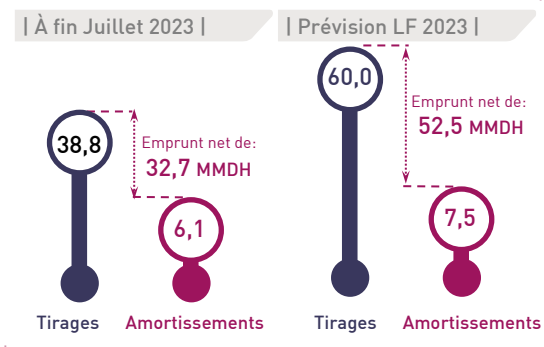 | À fin Juillet 2023 |
38,8
Emprunt net de:
32,7 MMDH
6,1
Tirages
Amortissements
| Prévision LF 2023 |
60,0
Emprunt net de:
52,5 MMDH
7,5
Tirages
Amortissements